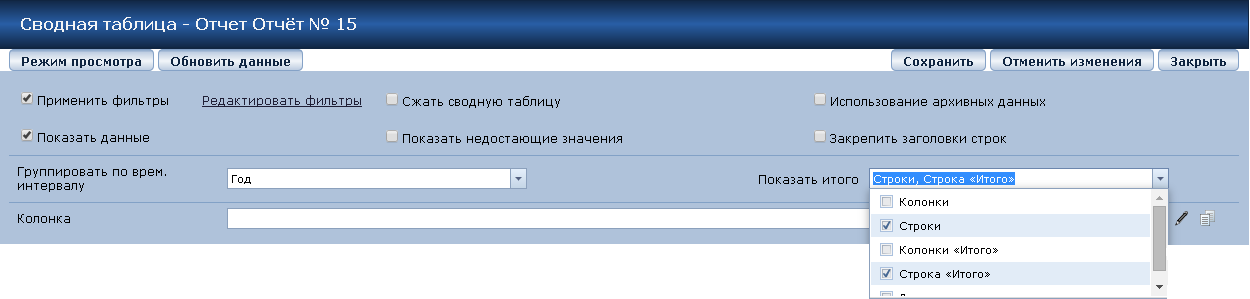 Сводная таблица - Отчет Отчёт № 15
Режим просмотра Обновить данные Сохранить Отменить изменения Закрыть
Применить фильтры Редактировать фильтры Сжать сводную таблицу Использование архивных данных
Показать данные Показать недостающие значения Закрепить заголовки строк
Группировать по врем.
интервалу
Год
Показать итого
Строки, Строка «Итого»
Колонка
Колонки
Строки
Колонки «Итого»
Строка «Итого»